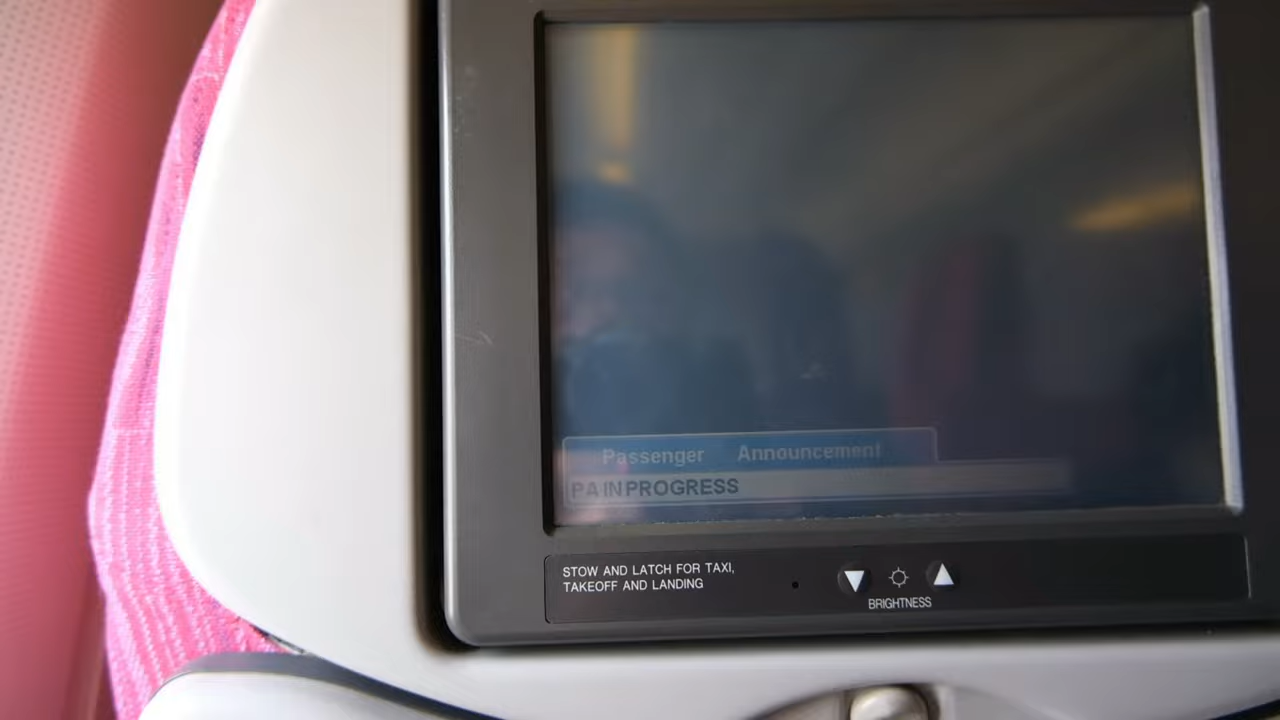 Passenger Announcement
PA IN PROGRESS
STOW AND LATCH FOR TAXI,
TAKEOFF AND LANDING
BRIGHTNESS